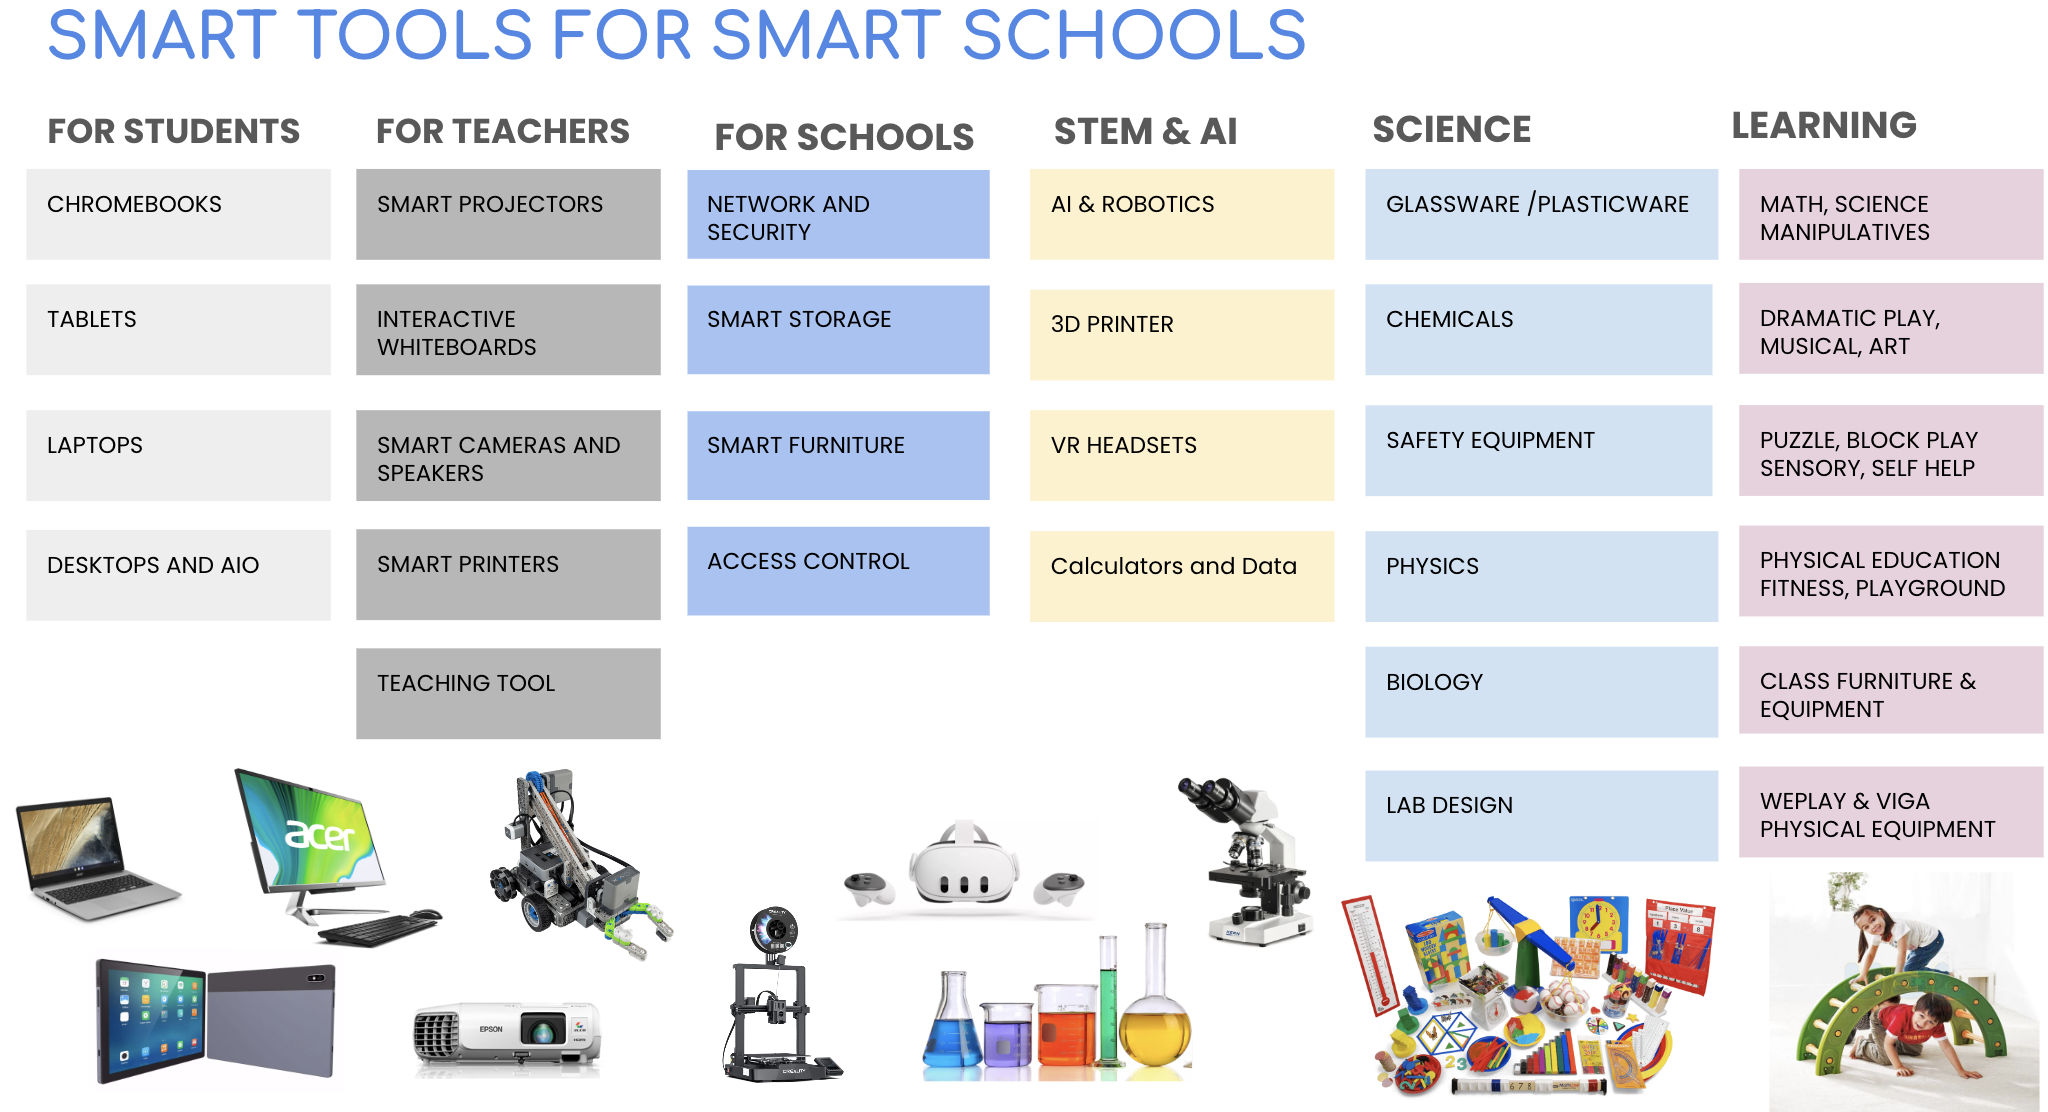 SMART TOOLS FOR SMART SCHOOLS
FOR STUDENTS
CHROMEBOOKS
TABLETS
LAPTOPS
DESKTOPS AND AIO
FOR TEACHERS
SMART PROJECTORS
INTERACTIVE
WHITEBOARDS
SMART CAMERAS AND
SPEAKERS
SMART PRINTERS
TEACHING TOOL
FOR SCHOOLS
NETWORK AND
SECURITY
SMART STORAGE
SMART FURNITURE
ACCESS CONTROL
STEM & AI
AI & ROBOTICS
3D PRINTER
VR HEADSETS
Calculators and Data
SCIENCE
GLASSWARE /PLASTICWARE
CHEMICALS
SAFETY EQUIPMENT
PHYSICS
BIOLOGY
LAB DESIGN
LEARNING
MATH, SCIENCE
MANIPULATIVES
DRAMATIC PLAY,
MUSICAL, ART
PUZZLE, BLOCK PLAY
SENSORY, SELF HELP
PHYSICAL EDUCATION
FITNESS, PLAYGROUND
CLASS FURNITURE &
EQUIPMENT
WEPLAY & VIGA
PHYSICAL EQUIPMENT
acer
EPSON
CREALITY
Place Value